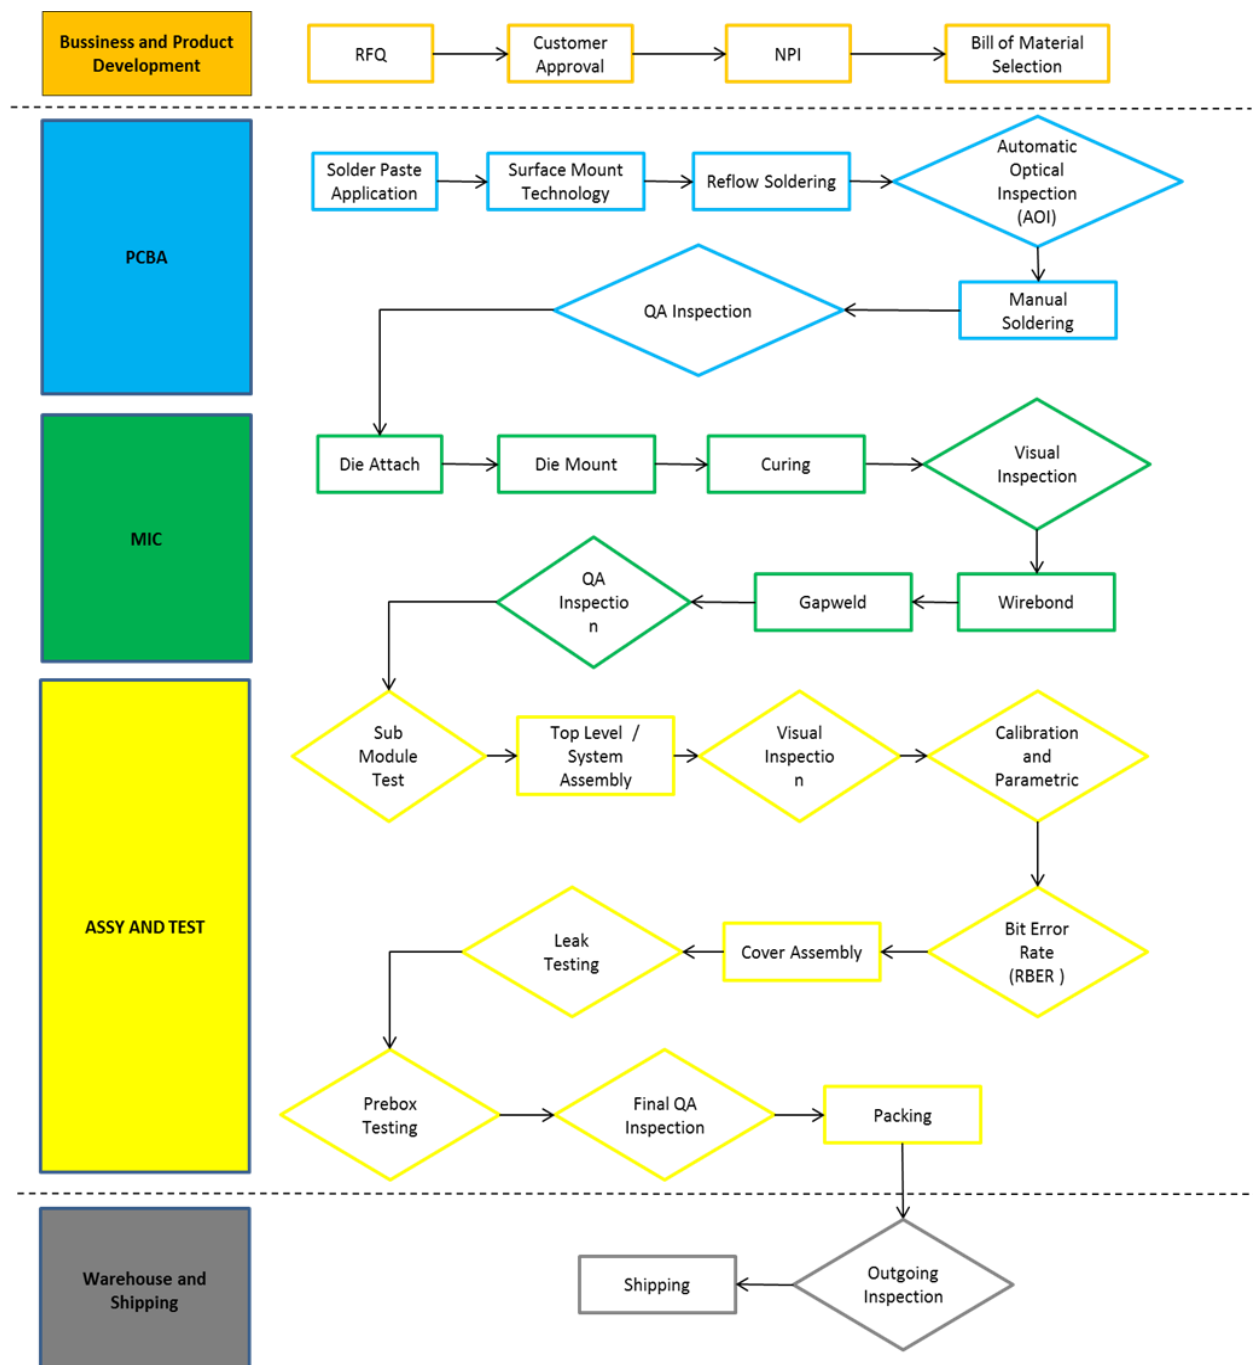 Bussiness and Product
Development
RFQ
Customer
Approval
NPI
Bill of Material
Selection
PCBA
Solder Paste
Application
Surface Mount
Technology
Reflow Soldering
Automatic
Optical
Inspection
(AOI)
QA Inspection
Manual
Soldering
MIC
Die Attach
Die Mount
Curing
Visual
Inspection
QA
Inspectio
n
Gapweld
Wirebond
ASSY AND TEST
Sub
Module
Test
Top Level /
System
Assembly
Visual
Inspectio
n
Calibration
and
Parametric
Leak
Testing
Cover Assembly
Bit Error
Rate
(RBER )
Prebox
Testing
Final QA
Inspection
Packing
Warehouse and
Shipping
Shipping
Outgoing
Inspection